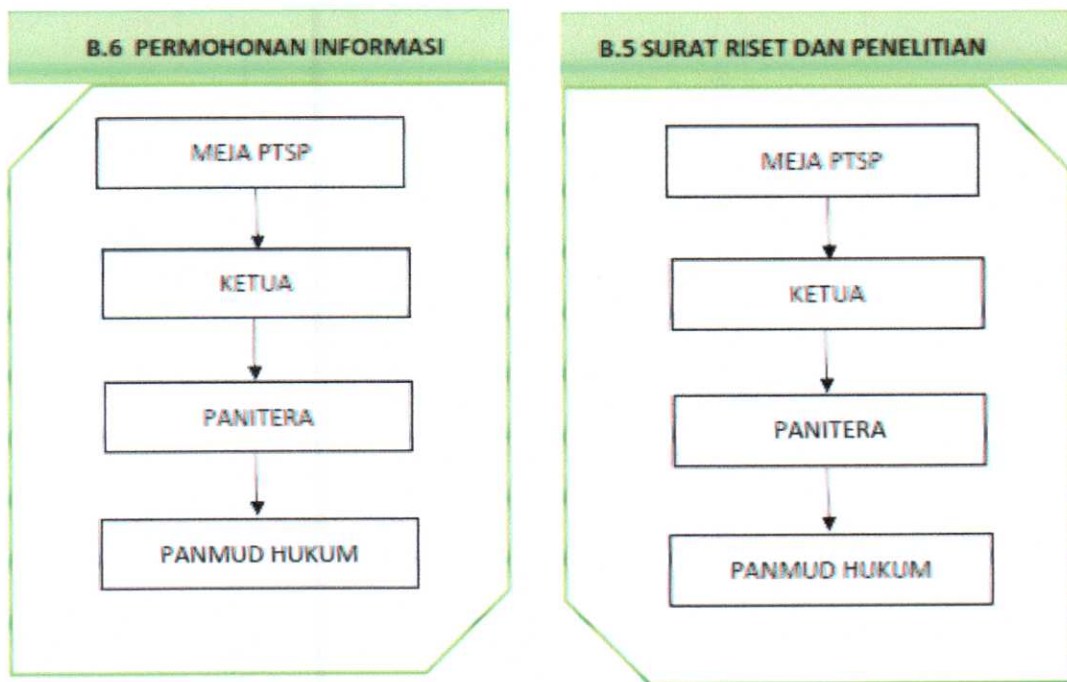 B.6 PERMOHONAN INFORMASI
MEJA PTSP
KETUA
PANITERA
PANMUD HUKUM
B.5 SURAT RISET DAN PENELITIAN
MEJA PTSP
KETUA
PANITERA
PANMUD HUKUM